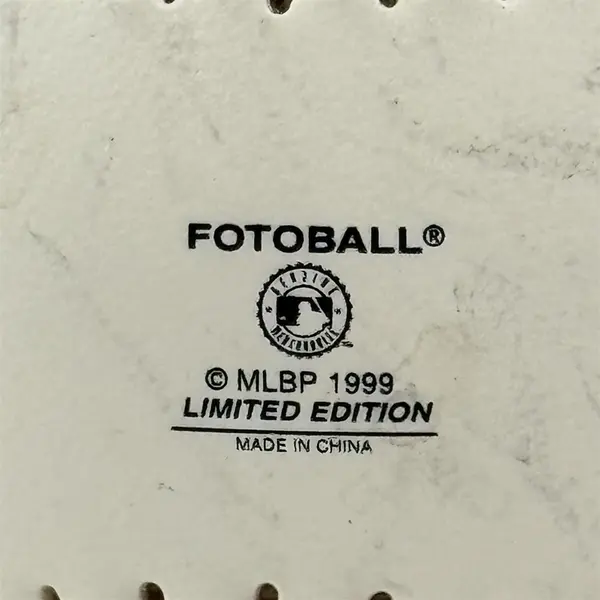 FOTOBALL®
© MLBP 1999
LIMITED EDITION
MADE IN CHINA